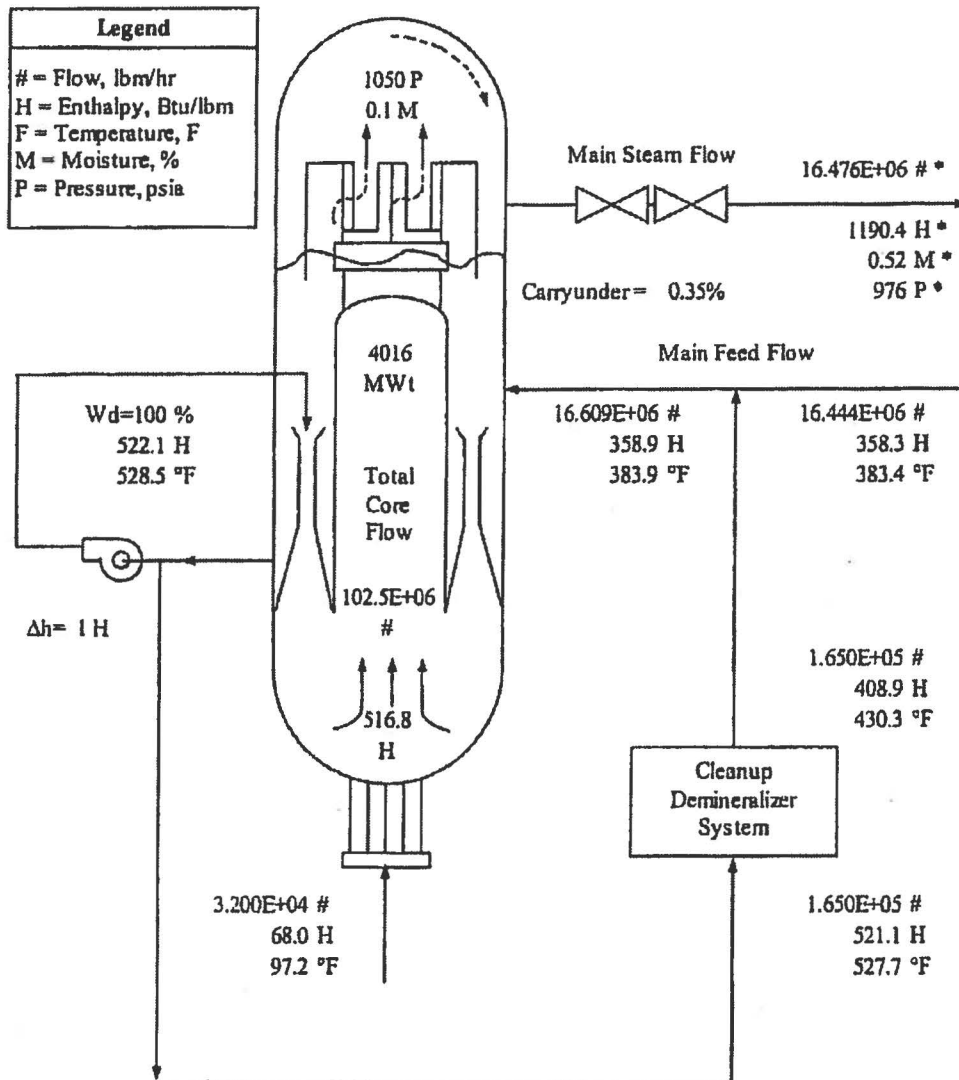 Legend
# = Flow, lbm/hr
H = Enthalpy, Btu/lbm
F = Temperature, F
M = Moisture, %
P = Pressure, psia
1050 P
0.1 M
Main Steam Flow
16.476E+06 # *
1190.4 H *
0.52 M *
976 P *
Carryunder = 0.35%
4016
MWt
Main Feed Flow
Wd=100 %
522.1 H
528.5 °F
16.609E+06 #
358.9 H
383.9 °F
16.444E+06 #
358.3 H
383.4 °F
Total
Core
Flow
102.5E+06
#
Δh= 1 H
516.8
H
1.650E+05 #
408.9 H
430.3 °F
Cleanup
Demineralizer
System
3.200E+04 #
68.0 H
97.2 °F
1.650E+05 #
521.1 H
527.7 °F